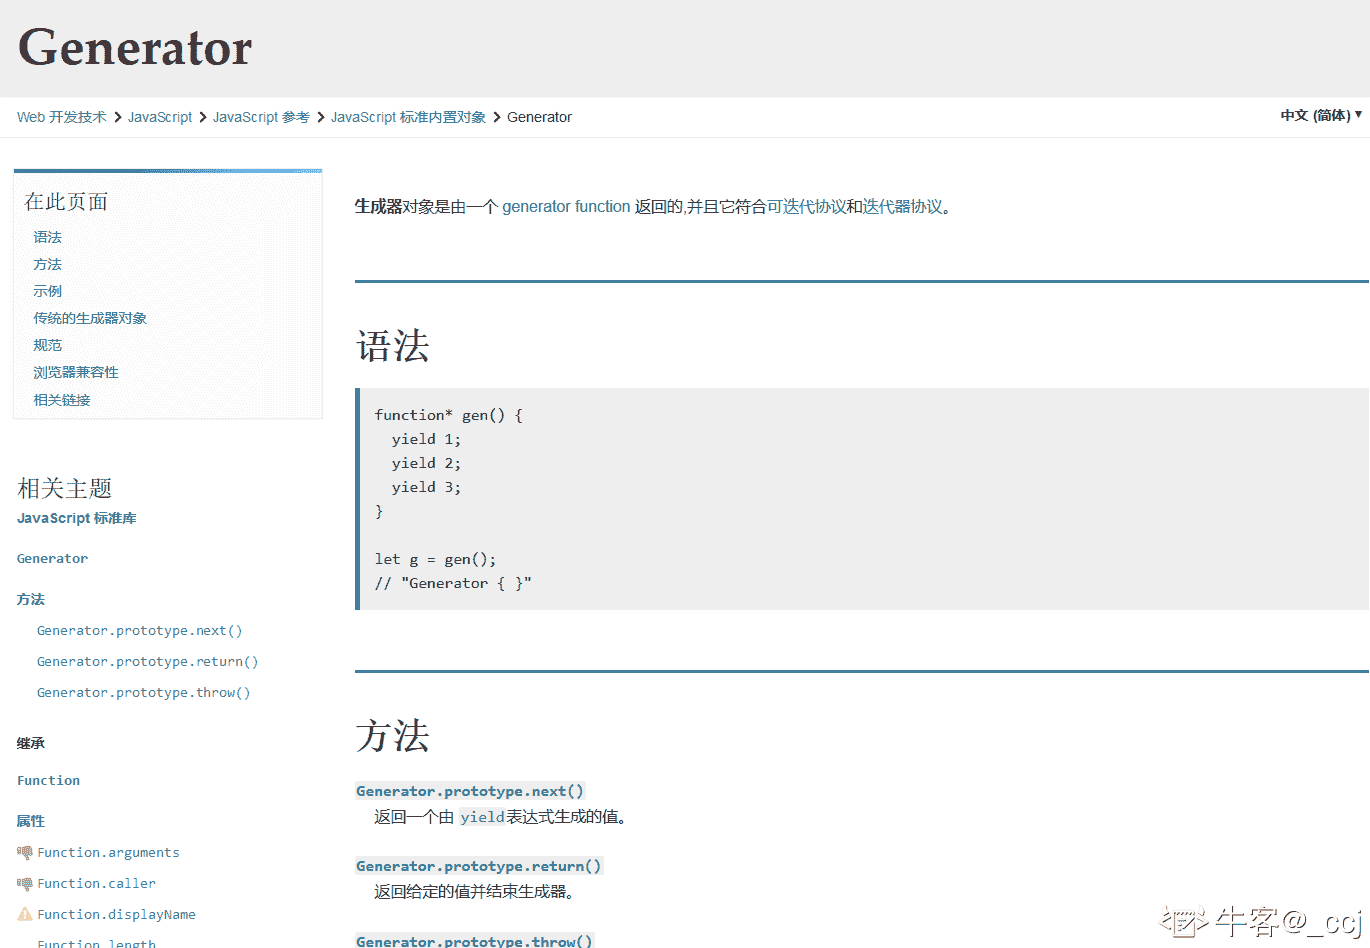 Generator
Web 开发技术 > JavaScript > JavaScript 参考 > JavaScript 标准内置对象 > Generator
中文 (简体) ▼
在此页面
语法
方法
示例
传统的生成器对象
规范
浏览器兼容性
相关链接
相关主题
JavaScript 标准库
Generator
方法
Generator.prototype.next()
Generator.prototype.return()
Generator.prototype.throw()
继承
Function
属性
Function.arguments
Function.caller
Function.displayName
Function.length
生成器对象是由一个 generator function 返回的,并且它符合可迭代协议和迭代器协议。
语法
function* gen() {
  yield 1;
  yield 2;
  yield 3;
}
let g = gen();
// "Generator { }"
方法
Generator.prototype.next()
返回一个由 yield表达式生成的值。
Generator.prototype.return()
返回给定的值并结束生成器。
Generator.prototype.throw()
牛客@_ccj